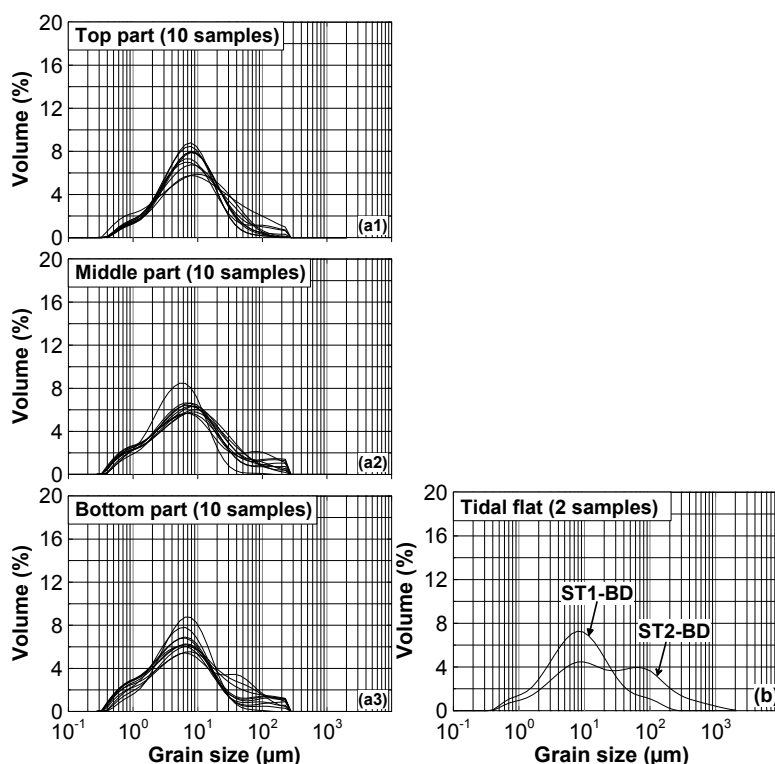 Top part (10 samples)
20
16
12
8
4
0
Volume (%)
(a1)
Middle part (10 samples)
20
16
12
8
4
0
Volume (%)
(a2)
Bottom part (10 samples)
20
16
12
8
4
0
Volume (%)
(a3)
10-1 100 101 102 103
Grain size (µm)
Tidal flat (2 samples)
20
16
12
8
4
0
Volume (%)
ST1-BD
ST2-BD
(b)
10-1 100 101 102 103
Grain size (µm)